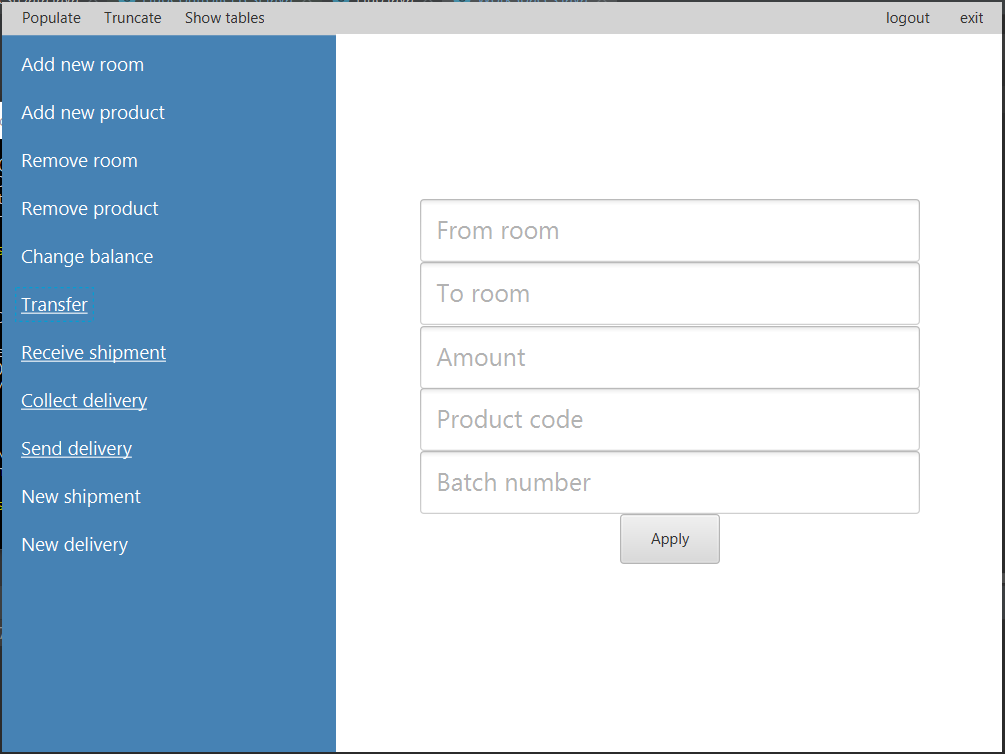 Populate Truncate Show tables logout exit
Add new room
Add new product
Remove room
Remove product
Change balance
Transfer
Receive shipment
Collect delivery
Send delivery
New shipment
New delivery
From room
To room
Amount
Product code
Batch number
Apply